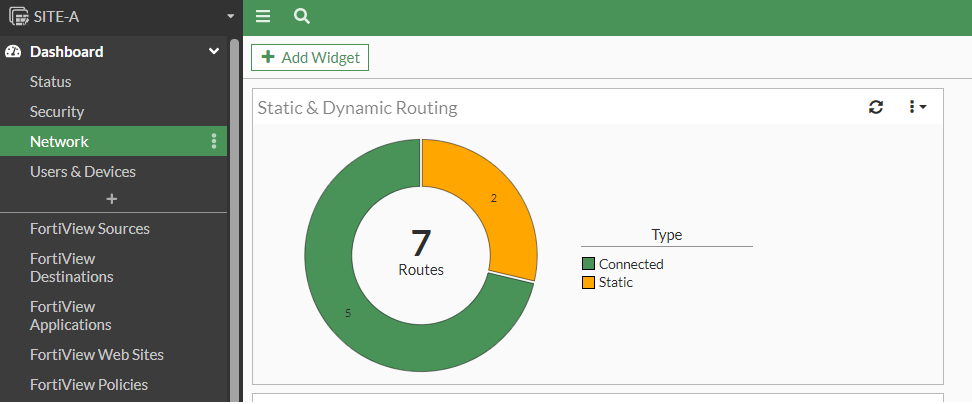 SITE-A
Dashboard
Status
Security
Network
Users & Devices
+
FortiView Sources
FortiView
Destinations
FortiView
Applications
FortiView Web Sites
FortiView Policies
+ Add Widget
Static & Dynamic Routing
2
7
Routes
5
Type
Connected
Static